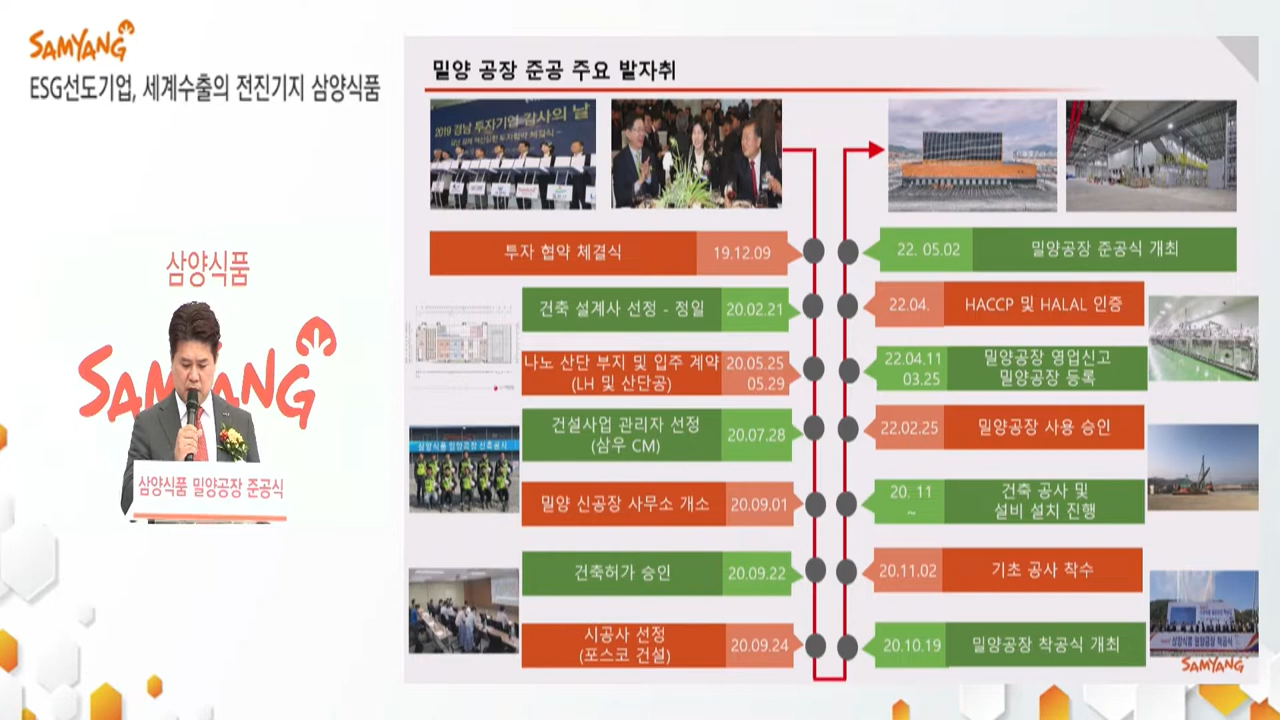 SAMYANG
ESG선도기업, 세계수출의 전진기지 삼양식품
삼양식품
SAMYANG
삼양식품 밀양공장 준공식
밀양 공장 준공 주요 발자취
2019 경남 투자기업 감사의 날
투자 협약 체결식 19.12.09
건축 설계사 선정 - 정일 20.02.21
나노 산단 부지 및 입주 계약 20.05.25
(LH 및 산단공) 05.29
건설사업 관리자 선정 20.07.28
(삼우 CM)
밀양 신공장 사무소 개소 20.09.01
건축허가 승인 20.09.22
시공사 선정 20.09.24
(포스코 건설)
22. 05.02 밀양공장 준공식 개최
22.04. HACCP 및 HALAL 인증
22.04.11 밀양공장 영업신고
03.25 밀양공장 등록
22.02.25 밀양공장 사용 승인
20. 11 건축 공사 및
~ 설비 설치 진행
20.11.02 기초 공사 착수
20.10.19 밀양공장 착공식 개최
삼양식품 밀양공장 착공식
SAMYANG